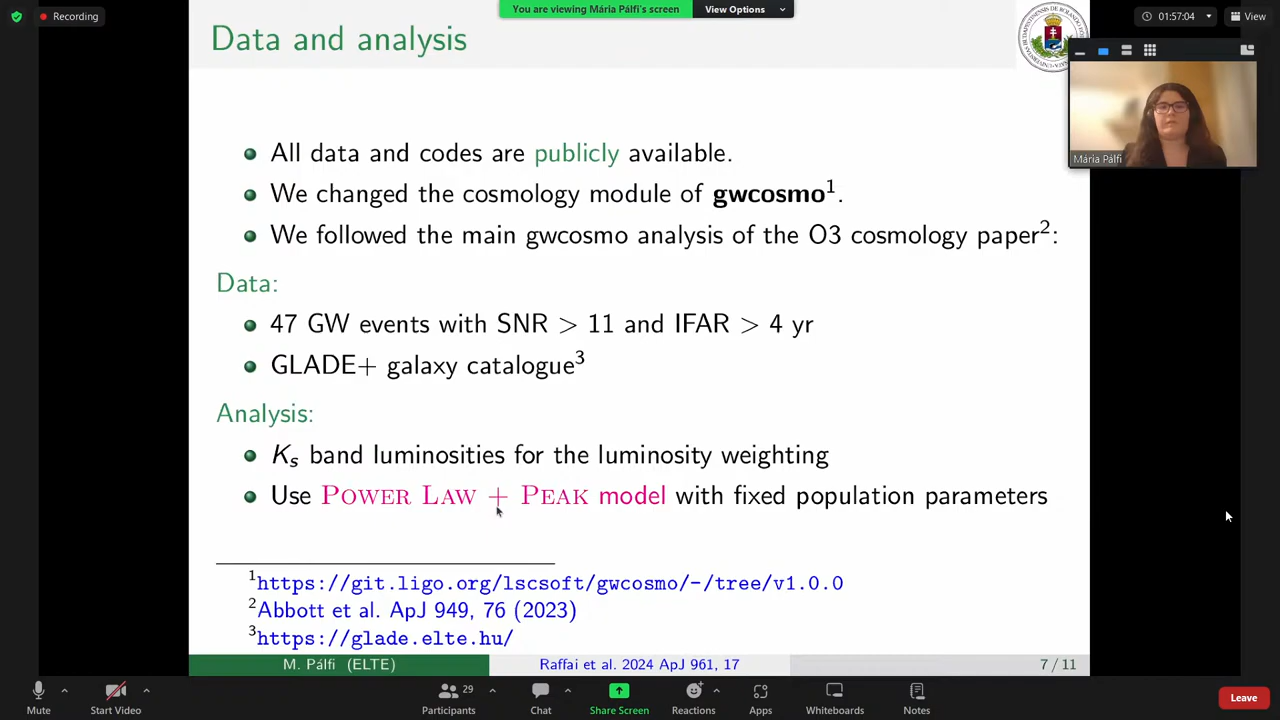 Recording
You are viewing Mária Pálfi's screen
View Options
01:57:04
View
Data and analysis
Mária Pálfi
All data and codes are publicly available.
We changed the cosmology module of gwcosmo¹.
We followed the main gwcosmo analysis of the O3 cosmology paper²:
Data:
47 GW events with SNR > 11 and IFAR > 4 yr
GLADE+ galaxy catalogue³
Analysis:
Kₛ band luminosities for the luminosity weighting
Use POWER LAW + PEAK model with fixed population parameters
¹https://git.ligo.org/lscsoft/gwcosmo/-/tree/v1.0.0
²Abbott et al. ApJ 949, 76 (2023)
³https://glade.elte.hu/
M. Pálfi (ELTE)
Raffai et al. 2024 ApJ 961, 17
7 / 11
Mute
Start Video
Participants
29
Chat
Share Screen
Reactions
Apps
Whiteboards
Notes
Leave